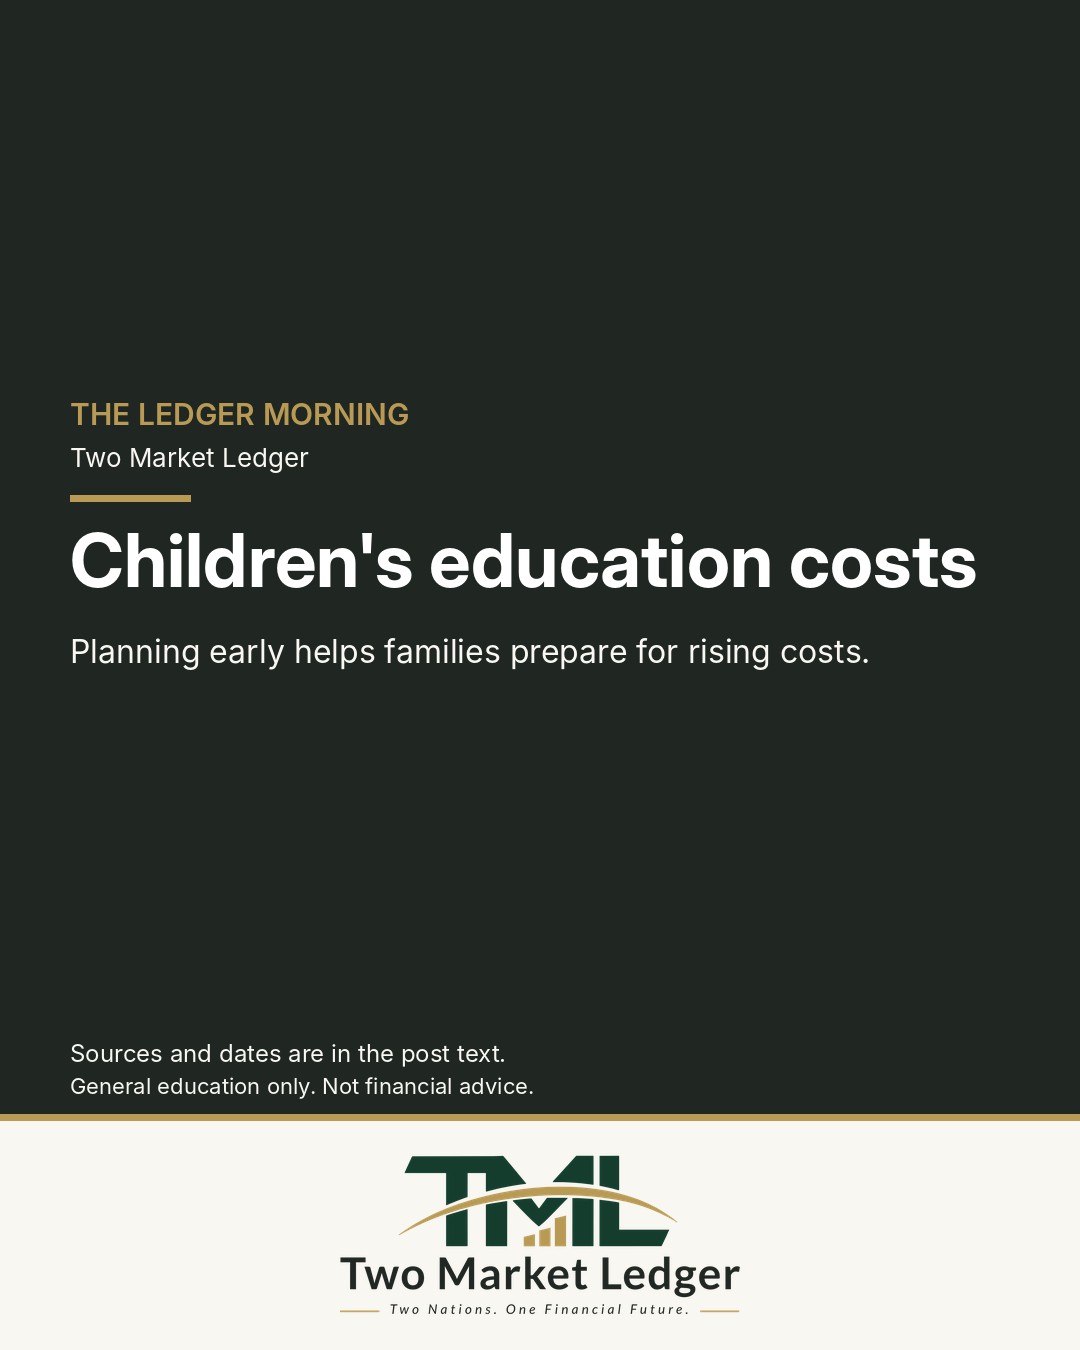 THE LEDGER MORNING
Two Market Ledger
Children's education costs
Planning early helps families prepare for rising costs.
Sources and dates are in the post text.
General education only. Not financial advice.
TML
Two Market Ledger
Two Nations. One Financial Future.